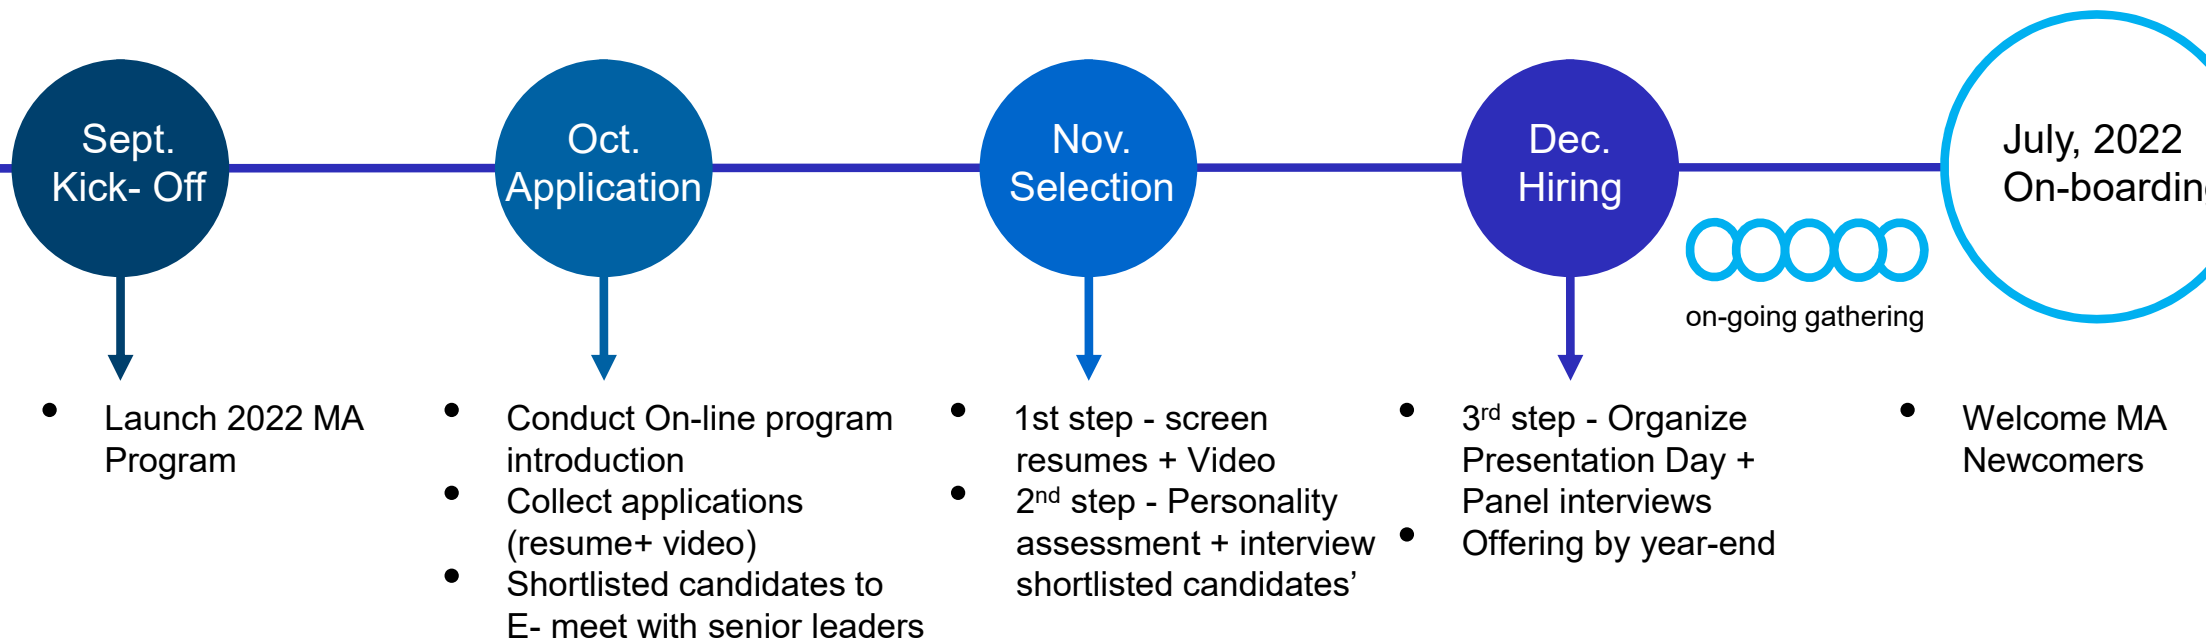 Sept.
Kick- Off
Oct.
Application
Nov.
Selection
Dec.
Hiring
on-going gathering
July, 2022
On-boarding
• Launch 2022 MA
Program
• Conduct On-line program
introduction
• Collect applications
(resume+ video)
• Shortlisted candidates to
E- meet with senior leaders
• 1st step - screen
resumes + Video
• 2nd step - Personality
assessment + interview
shortlisted candidates’
• 3rd step - Organize
Presentation Day +
Panel interviews
• Offering by year-end
• Welcome MA
Newcomers